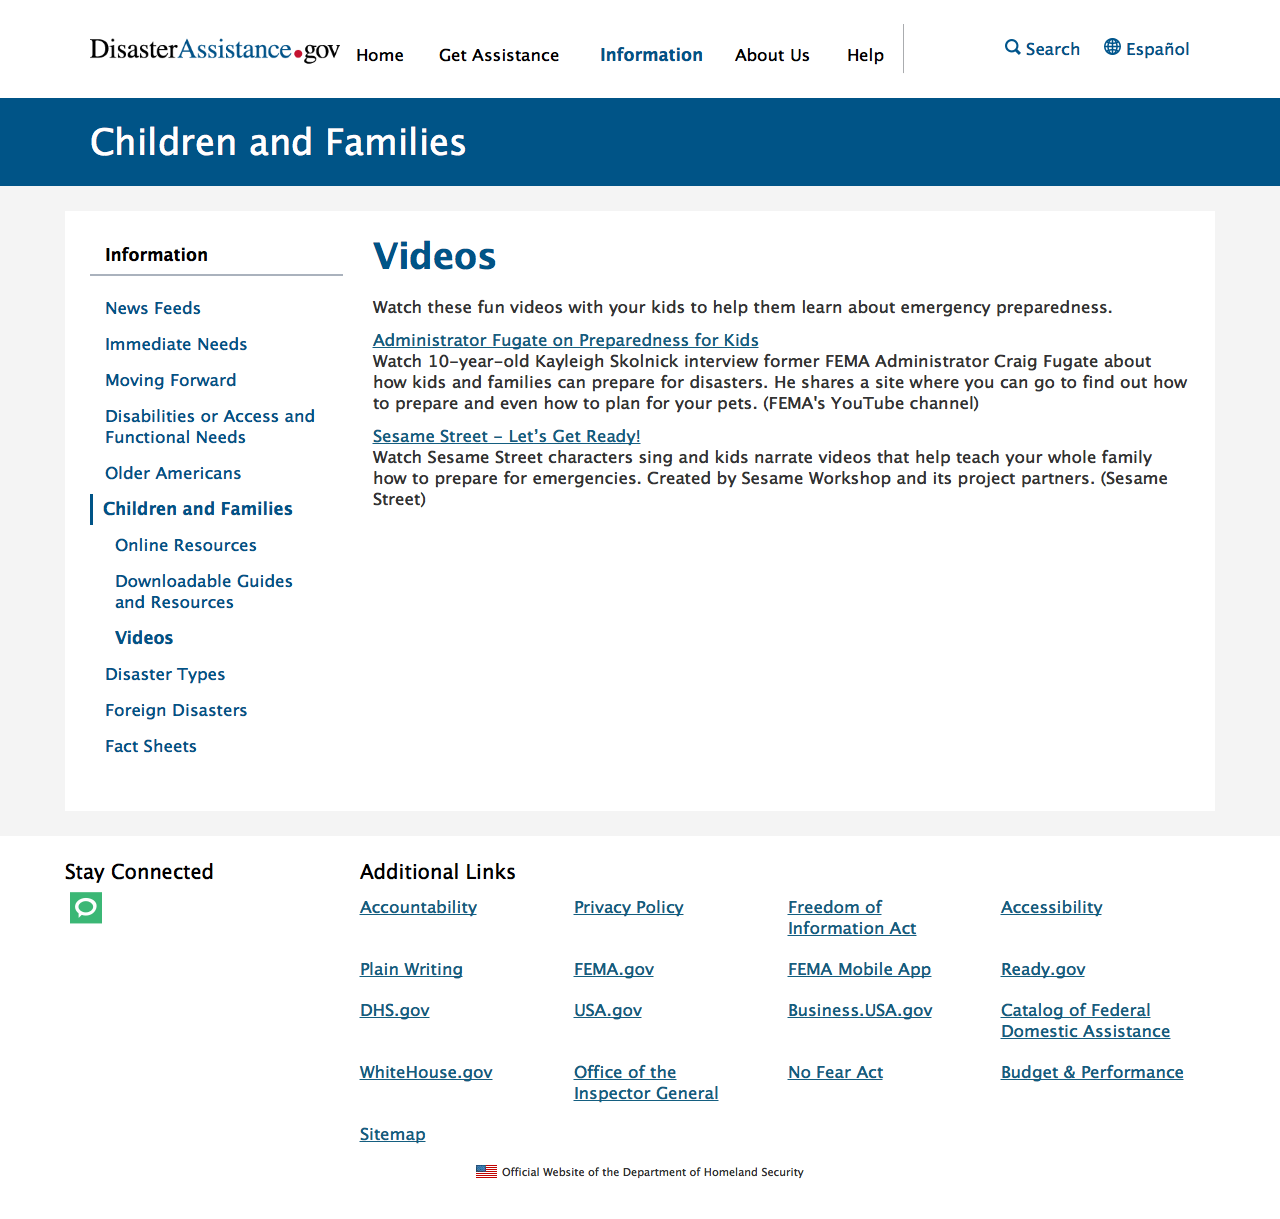 DisasterAssistance.gov
Home
Get Assistance
Information
About Us
Help
Search
Español
Children and Families
Information
News Feeds
Immediate Needs
Moving Forward
Disabilities or Access and
Functional Needs
Older Americans
Children and Families
Online Resources
Downloadable Guides
and Resources
Videos
Disaster Types
Foreign Disasters
Fact Sheets
Videos
Watch these fun videos with your kids to help them learn about emergency preparedness.
Administrator Fugate on Preparedness for Kids
Watch 10-year-old Kayleigh Skolnick interview former FEMA Administrator Craig Fugate about
how kids and families can prepare for disasters. He shares a site where you can go to find out how
to prepare and even how to plan for your pets. (FEMA's YouTube channel)
Sesame Street - Let’s Get Ready!
Watch Sesame Street characters sing and kids narrate videos that help teach your whole family
how to prepare for emergencies. Created by Sesame Workshop and its project partners. (Sesame
Street)
Stay Connected
Additional Links
Accountability
Privacy Policy
Freedom of
Information Act
Accessibility
Plain Writing
FEMA.gov
FEMA Mobile App
Ready.gov
DHS.gov
USA.gov
Business.USA.gov
Catalog of Federal
Domestic Assistance
WhiteHouse.gov
Office of the
Inspector General
No Fear Act
Budget & Performance
Sitemap
Official Website of the Department of Homeland Security